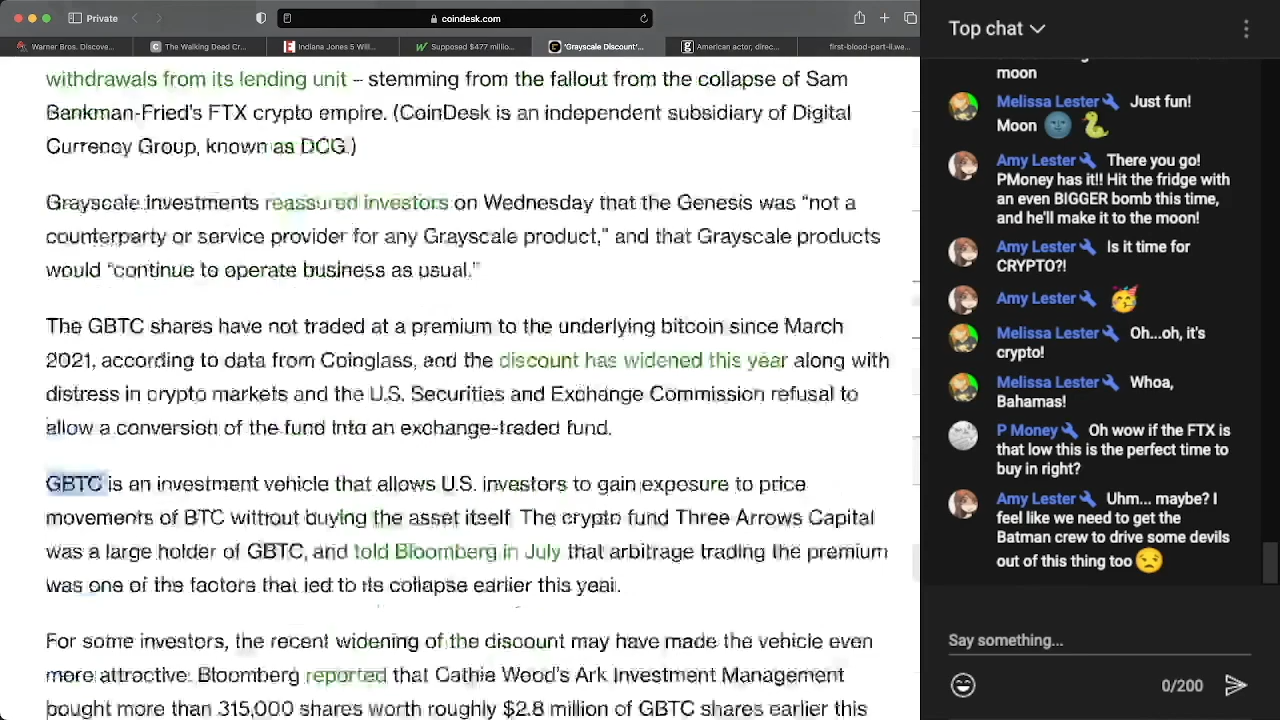 Private
coindesk.com
Warner Bros. Discove...
The Walking Dead Cr...
Indiana Jones 5 Will...
Supposed $477 millio...
'Grayscale Discount'...
American actor, direc...
first-blood-part-ii.we...
withdrawals from its lending unit – stemming from the fallout from the collapse of Sam
Bankman-Fried's FTX crypto empire. (CoinDesk is an independent subsidiary of Digital
Currency Group, known as DCG.)
Grayscale investments reassured investors on Wednesday that the Genesis was "not a
counterparty or service provider for any Grayscale product," and that Grayscale products
would "continue to operate business as usual."
The GBTC shares have not traded at a premium to the underlying bitcoin since March
2021, according to data from Coinglass, and the discount has widened this year along with
distress in crypto markets and the U.S. Securities and Exchange Commission refusal to
allow a conversion of the fund into an exchange-traded fund.
GBTC is an investment vehicle that allows U.S. investors to gain exposure to price
movements of BTC without buying the asset itself. The crypto fund Three Arrows Capital
was a large holder of GBTC, and told Bloomberg in July that arbitrage trading the premium
was one of the factors that led to its collapse earlier this year.
For some investors, the recent widening of the discount may have made the vehicle even
more attractive. Bloomberg reported that Cathie Wood's Ark Investment Management
bought more than 315,000 shares worth roughly $2.8 million of GBTC shares earlier this
Top chat
moon
Melissa Lester Just fun!
Moon
Amy Lester There you go!
PMoney has it!! Hit the fridge with
an even BIGGER bomb this time,
and he'll make it to the moon!
Amy Lester Is it time for
CRYPTO?!
Amy Lester
Melissa Lester Oh...oh, it's
crypto!
Melissa Lester Whoa,
Bahamas!
P Money Oh wow if the FTX is
that low this is the perfect time to
buy in right?
Amy Lester Uhm... maybe? I
feel like we need to get the
Batman crew to drive some devils
out of this thing too
Say something...
0/200